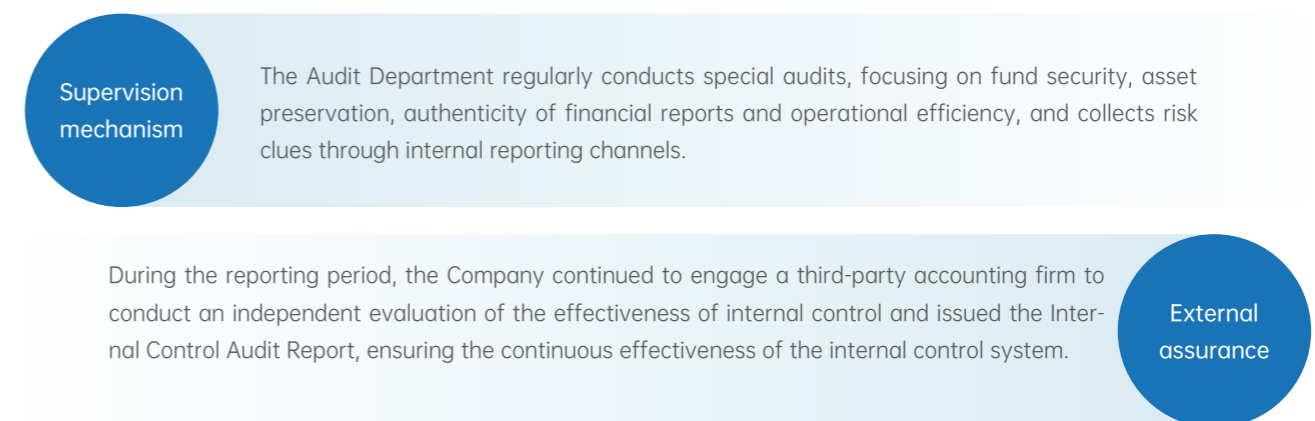 Supervision
mechanism
The Audit Department regularly conducts special audits, focusing on fund security, asset
preservation, authenticity of financial reports and operational efficiency, and collects risk
clues through internal reporting channels.
During the reporting period, the Company continued to engage a third-party accounting firm to
conduct an independent evaluation of the effectiveness of internal control and issued the Inter-
nal Control Audit Report, ensuring the continuous effectiveness of the internal control system.
External
assurance